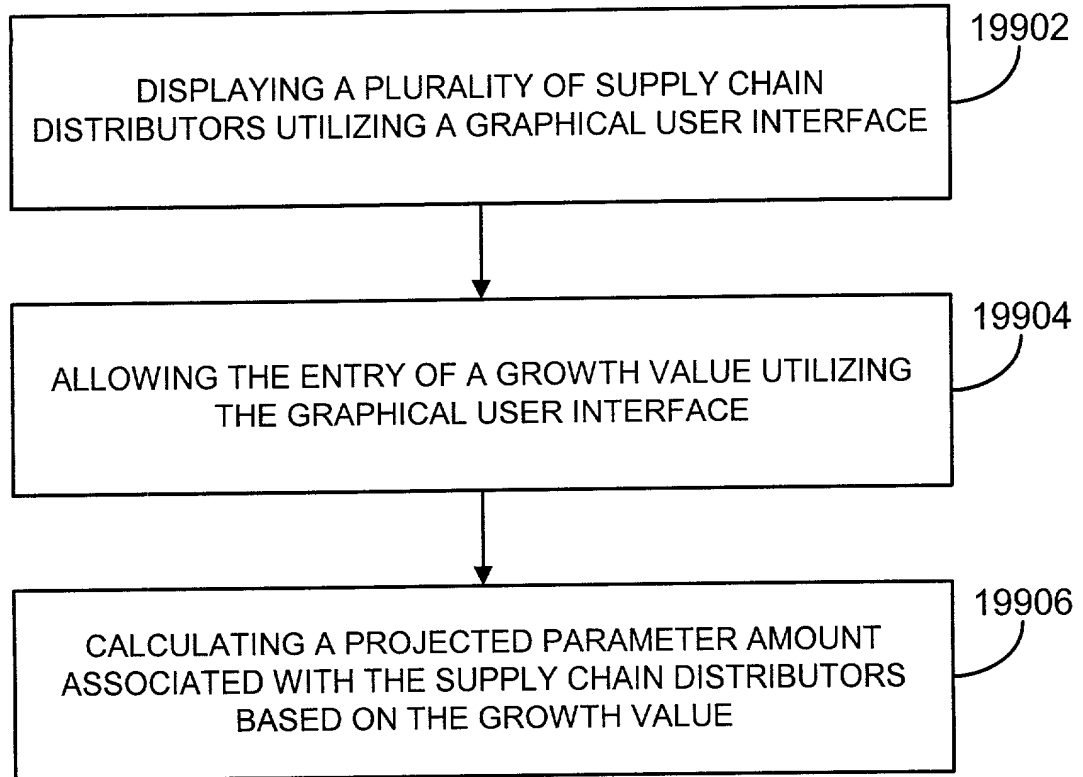 19902
DISPLAYING A PLURALITY OF SUPPLY CHAIN
DISTRIBUTORS UTILIZING A GRAPHICAL USER INTERFACE
19904
ALLOWING THE ENTRY OF A GROWTH VALUE UTILIZING
THE GRAPHICAL USER INTERFACE
19906
CALCULATING A PROJECTED PARAMETER AMOUNT
ASSOCIATED WITH THE SUPPLY CHAIN DISTRIBUTORS
BASED ON THE GROWTH VALUE